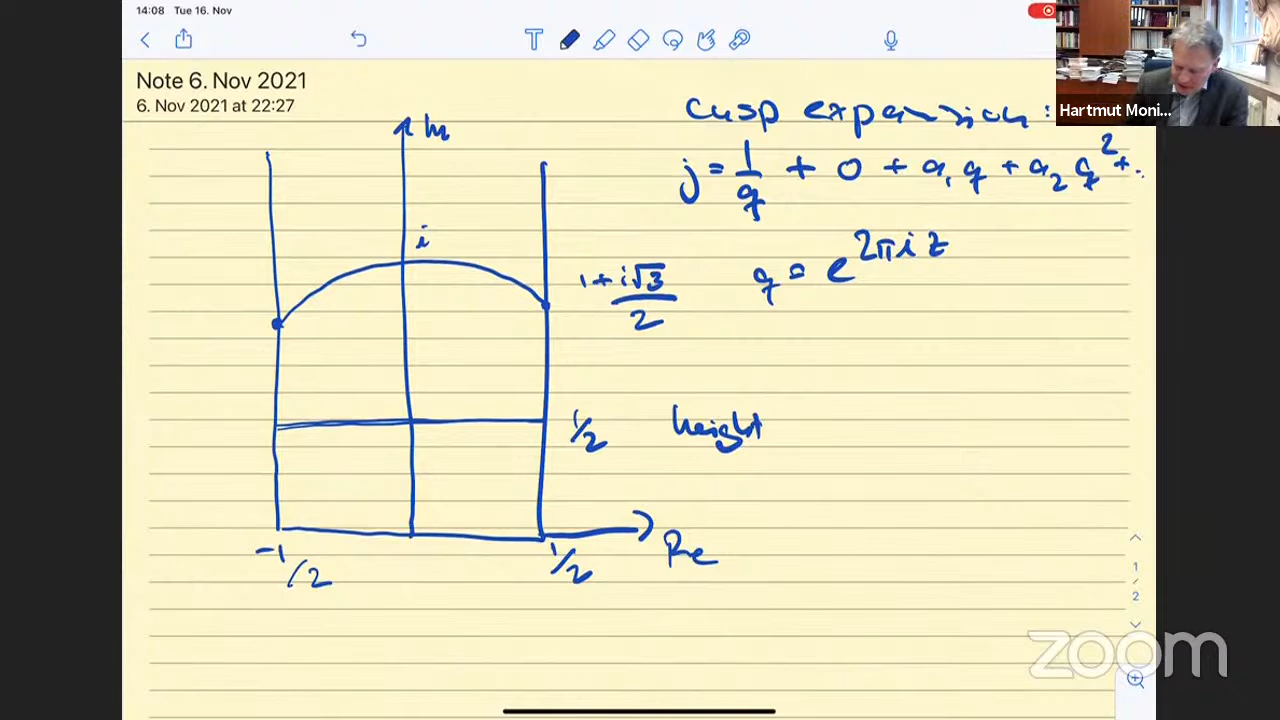 14:08 Tue 16. Nov
Note 6. Nov 2021
6. Nov 2021 at 22:27
Hartmut Moni...
Im
cusp expansion:
j = 1/q + 0 + a₁q + a₂q² + ..
i
1+i√3/2
q = e^{2πiz}
1/2
height
-1/2
1/2
Re
1
/
2
zoom